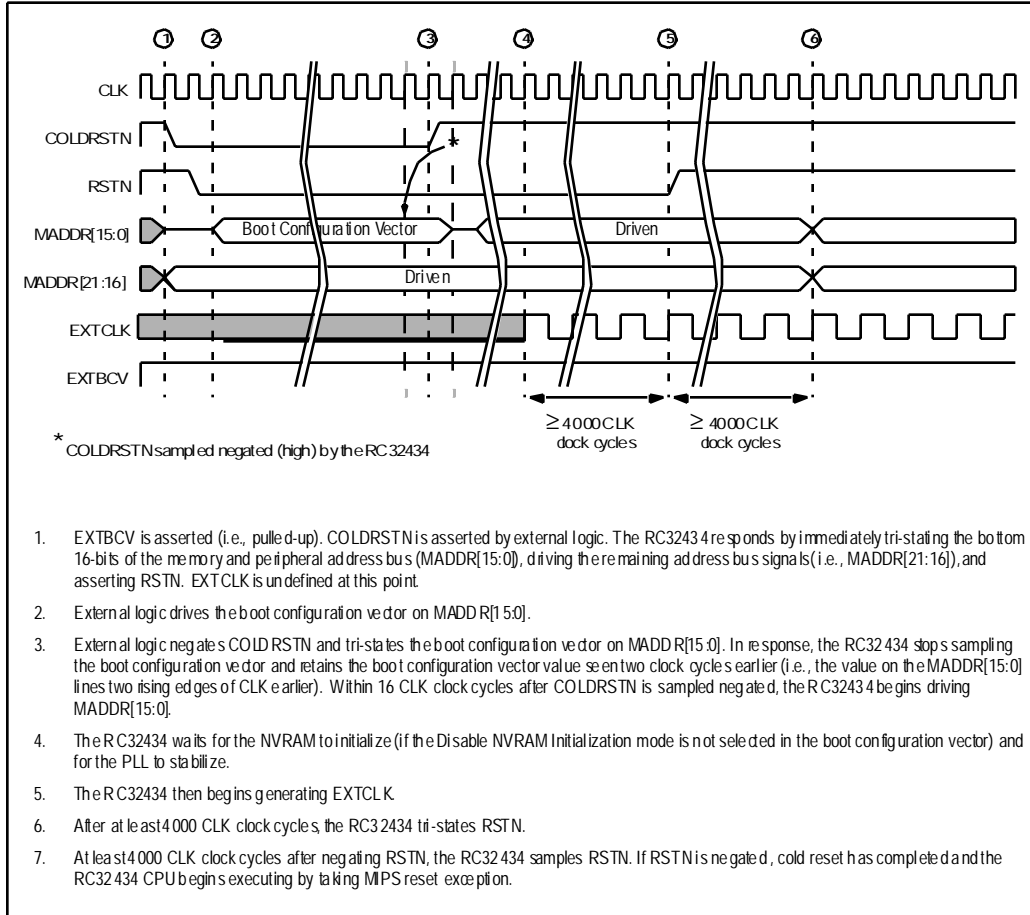 1 2 3 4 5 6
CLK
COLDRSTN
*
RSTN
MADDR[15:0]
Boot Configuration Vector
Driven
MADDR[21:16]
Driven
EXTCLK
EXTBCV
≥ 4000 CLK
clock cycles
≥ 4000 CLK
clock cycles
* COLDRSTN sampled negated (high) by the RC32434
1. EXTBCV is asserted (i.e., pulled-up). COLDRSTN is asserted by external logic. The RC32434 responds by immediately tri-stating the bottom
16-bits of the memory and peripheral address bus (MADDR[15:0]), driving the remaining address bus signals (i.e., MADDR[21:16]), and
asserting RSTN. EXTCLK is undefined at this point.
2. External logic drives the boot configuration vector on MADDR[15:0].
3. External logic negates COLDRSTN and tri-states the boot configuration vector on MADDR[15:0]. In response, the RC32434 stops sampling
the boot configuration vector and retains the boot configuration vector value seen two clock cycles earlier (i.e., the value on the MADDR[15:0]
lines two rising edges of CLK earlier). Within 16 CLK clock cycles after COLDRSTN is sampled negated, the RC32434 begins driving
MADDR[15:0].
4. The RC32434 waits for the NVRAM to initialize (if the Disable NVRAM Initialization mode is not selected in the boot configuration vector) and
for the PLL to stabilize.
5. The RC32434 then begins generating EXTCLK.
6. After at least 4000 CLK clock cycles, the RC32434 tri-states RSTN.
7. At least 4000 CLK clock cycles after negating RSTN, the RC32434 samples RSTN. If RSTN is negated, cold reset has completed and the
RC32434 CPU begins executing by taking MIPS reset exception.